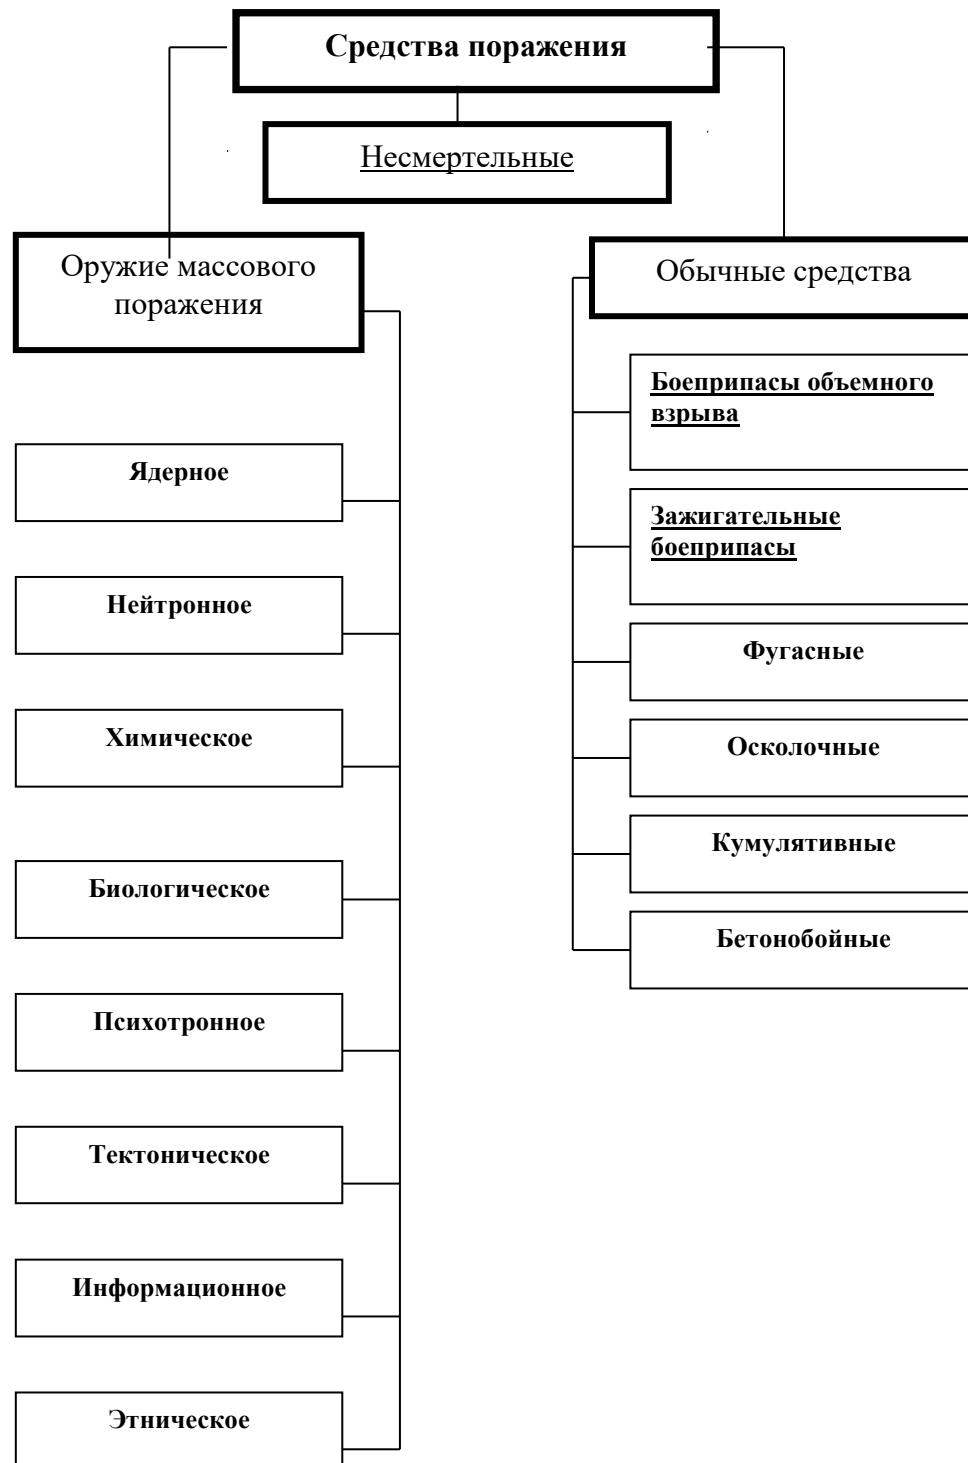 Средства поражения
Несмертельные
Оружие массового
поражения
Ядерное
Нейтронное
Химическое
Биологическое
Психотронное
Тектоническое
Информационное
Этническое
Обычные средства
Боеприпасы объемного
взрыва
Зажигательные
боеприпасы
Фугасные
Осколочные
Кумулятивные
Бетонобойные